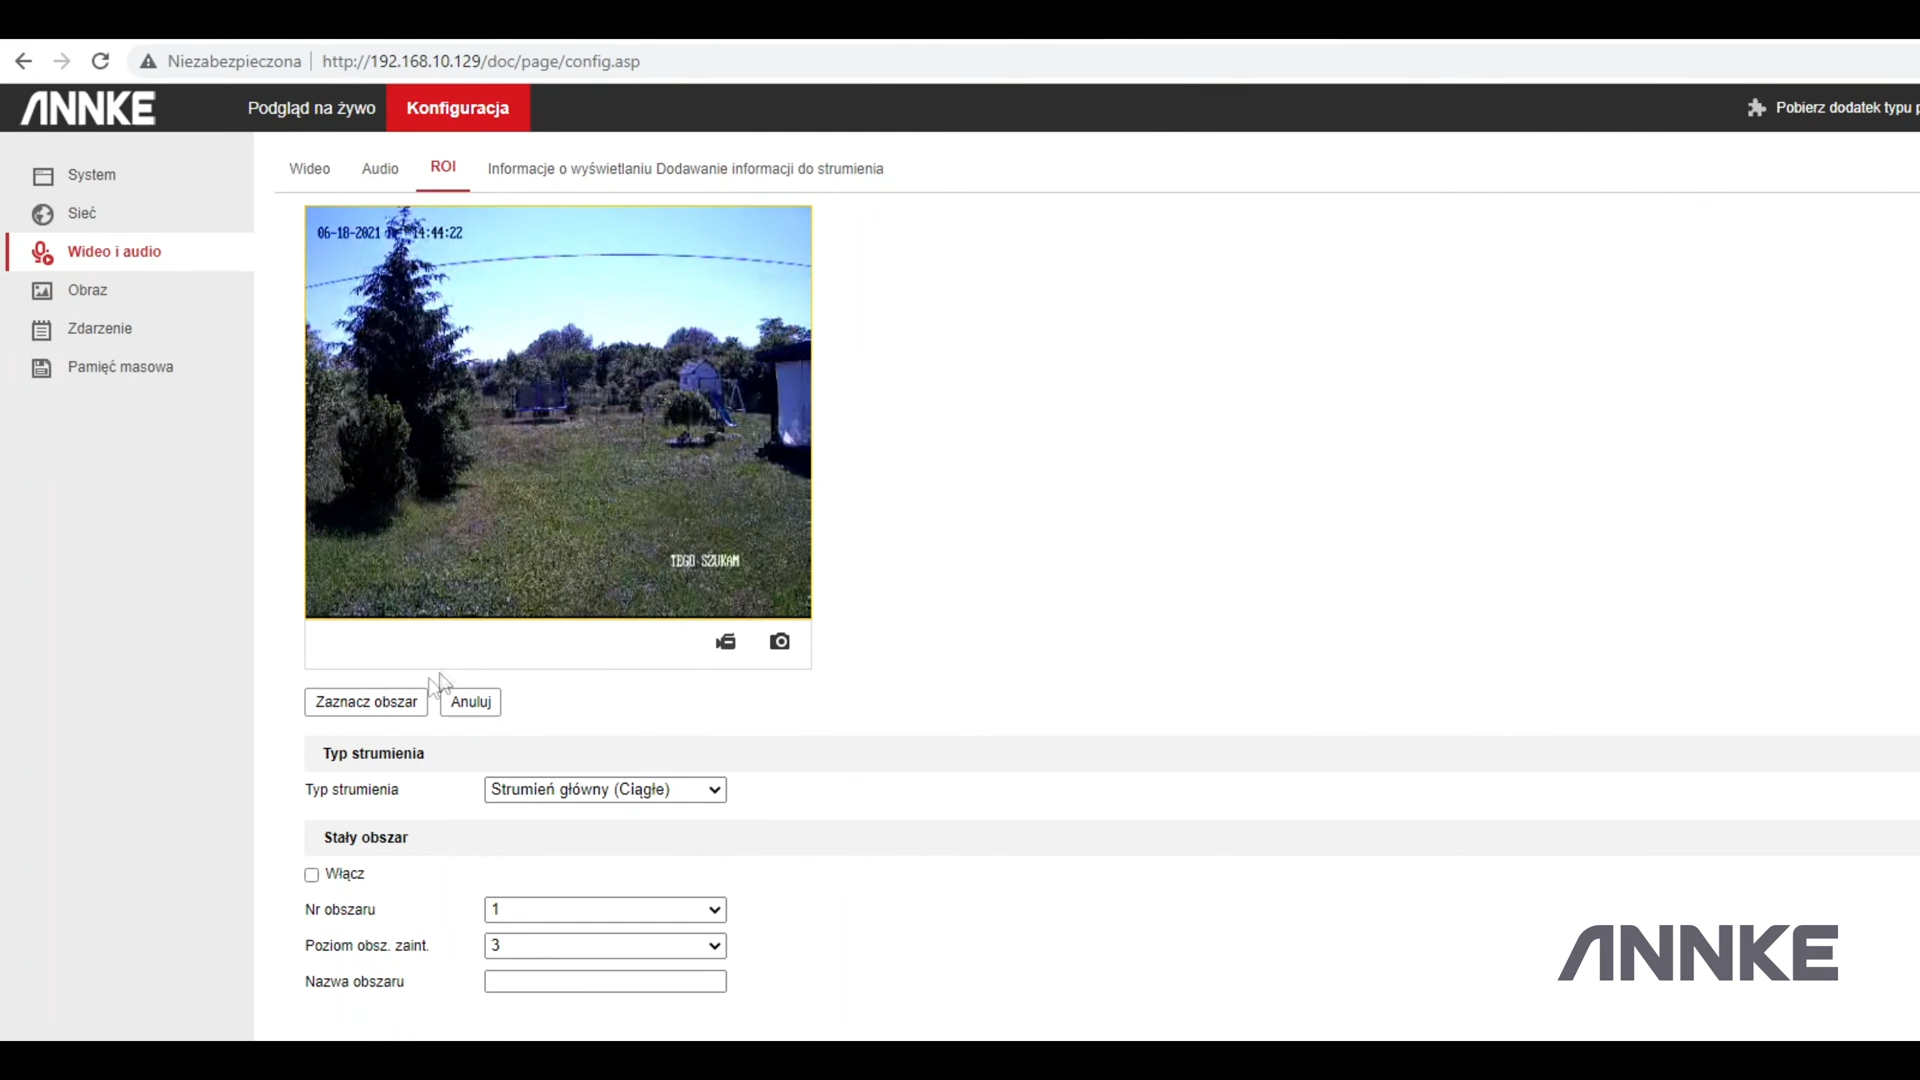 Niezabezpieczona http://192.168.10.129/doc/page/config.asp
ANNKE Podgląd na żywo Konfiguracja Pobierz dodatek typu
System
Sieć
Wideo i audio
Obraz
Zdarzenie
Pamięć masowa
Wideo Audio ROI Informacje o wyświetlaniu Dodawanie informacji do strumienia
06-18-2021 14:44:22
TEGO SZUKAM
Zaznacz obszar Anuluj
Typ strumienia
Typ strumienia Strumień główny (Ciągłe)
Stały obszar
Włącz
Nr obszaru 1
Poziom obsz. zaint. 3
Nazwa obszaru
ANNKE